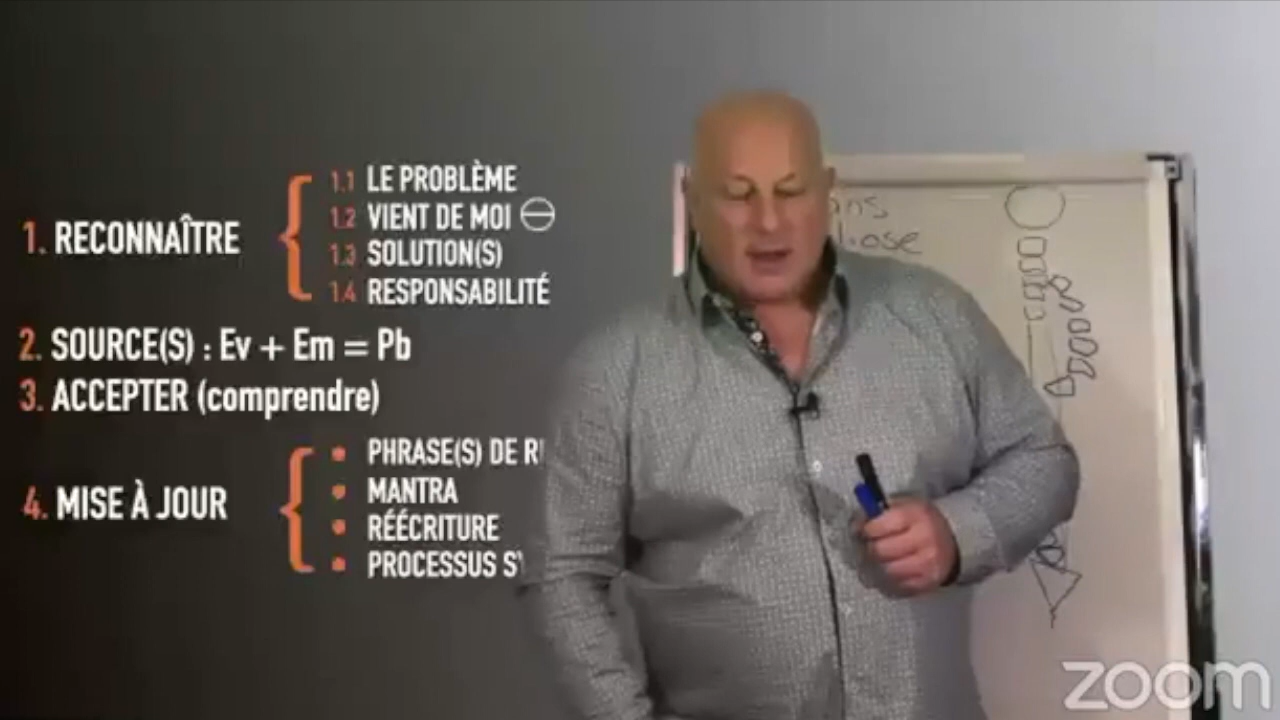 1. RECONNAÎTRE
1.1 LE PROBLÈME
1.2 VIENT DE MOI
1.3 SOLUTION(S)
1.4 RESPONSABILITÉ
2. SOURCE(S) : Ev + Em = Pb
3. ACCEPTER (comprendre)
4. MISE À JOUR
• PHRASE(S) DE
• MANTRA
• RÉÉCRITURE
• PROCESSUS
zoom